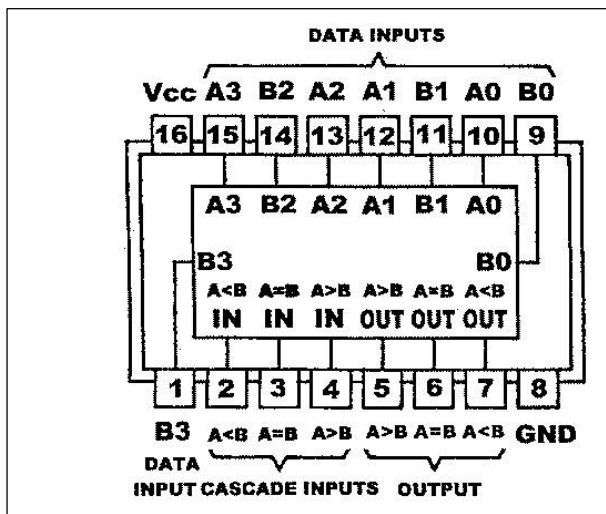 DATA INPUTS
Vcc A3 B2 A2 A1 B1 A0 B0
16 15 14 13 12 11 10 9
A3 B2 A2 A1 B1 A0
B3 B0
A<B A=B A>B A>B A=B A<B
IN IN IN OUT OUT OUT
1 2 3 4 5 6 7 8
B3 A<B A=B A>B A>B A=B A<B GND
DATA
INPUT CASCADE INPUTS OUTPUT